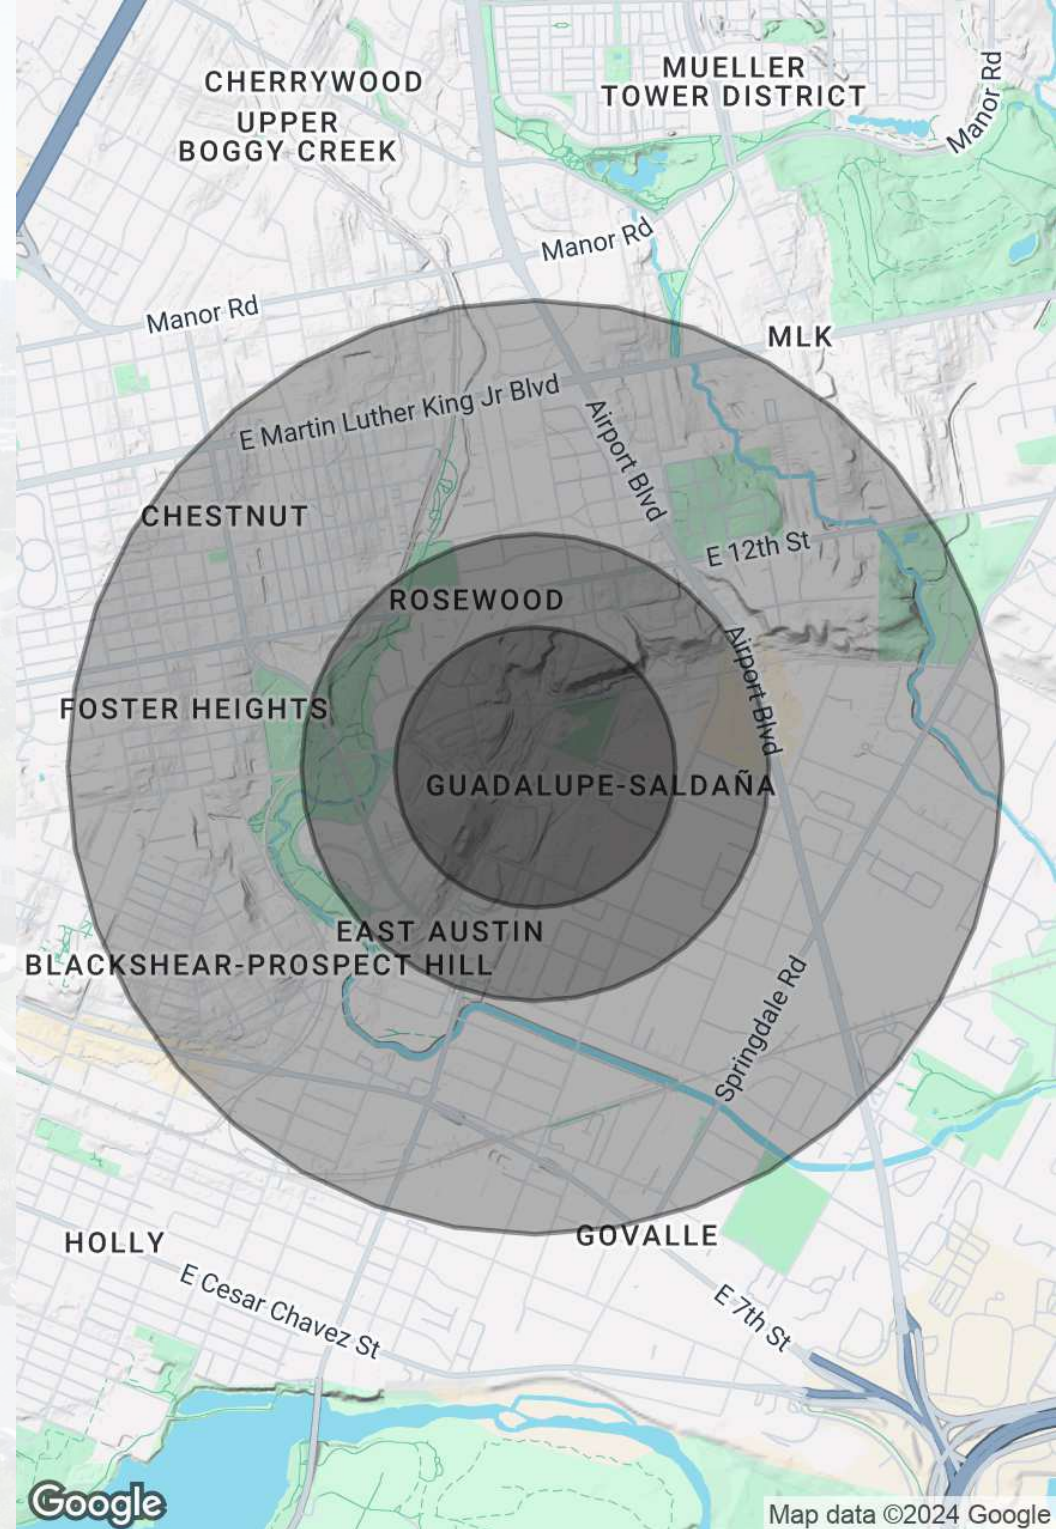 CHERRYWOOD
MUELLER
TOWER DISTRICT
UPPER
BOGGY CREEK
Manor Rd
Manor Rd
Manor Rd
MLK
E Martin Luther King Jr Blvd
Airport Blvd
CHESTNUT
E 12th St
ROSEWOOD
Airport Blvd
FOSTER HEIGHTS
GUADALUPE-SALDAÑA
EAST AUSTIN
BLACKSHEAR-PROSPECT HILL
Springdale Rd
HOLLY
GOVALLE
E Cesar Chavez St
E 7th St
Google
Map data ©2024 Google